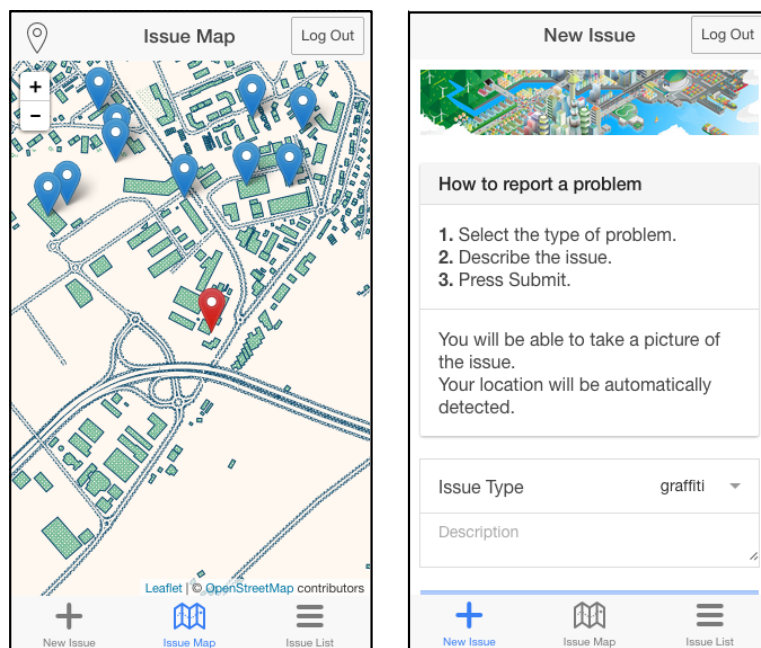 Issue Map
Log Out
+
−
Leaflet | © OpenStreetMap contributors
New Issue
Issue Map
Issue List
New Issue
Log Out
How to report a problem
1. Select the type of problem.
2. Describe the issue.
3. Press Submit.
You will be able to take a picture of
the issue.
Your location will be automatically
detected.
Issue Type graffiti
Description
New Issue
Issue Map
Issue List